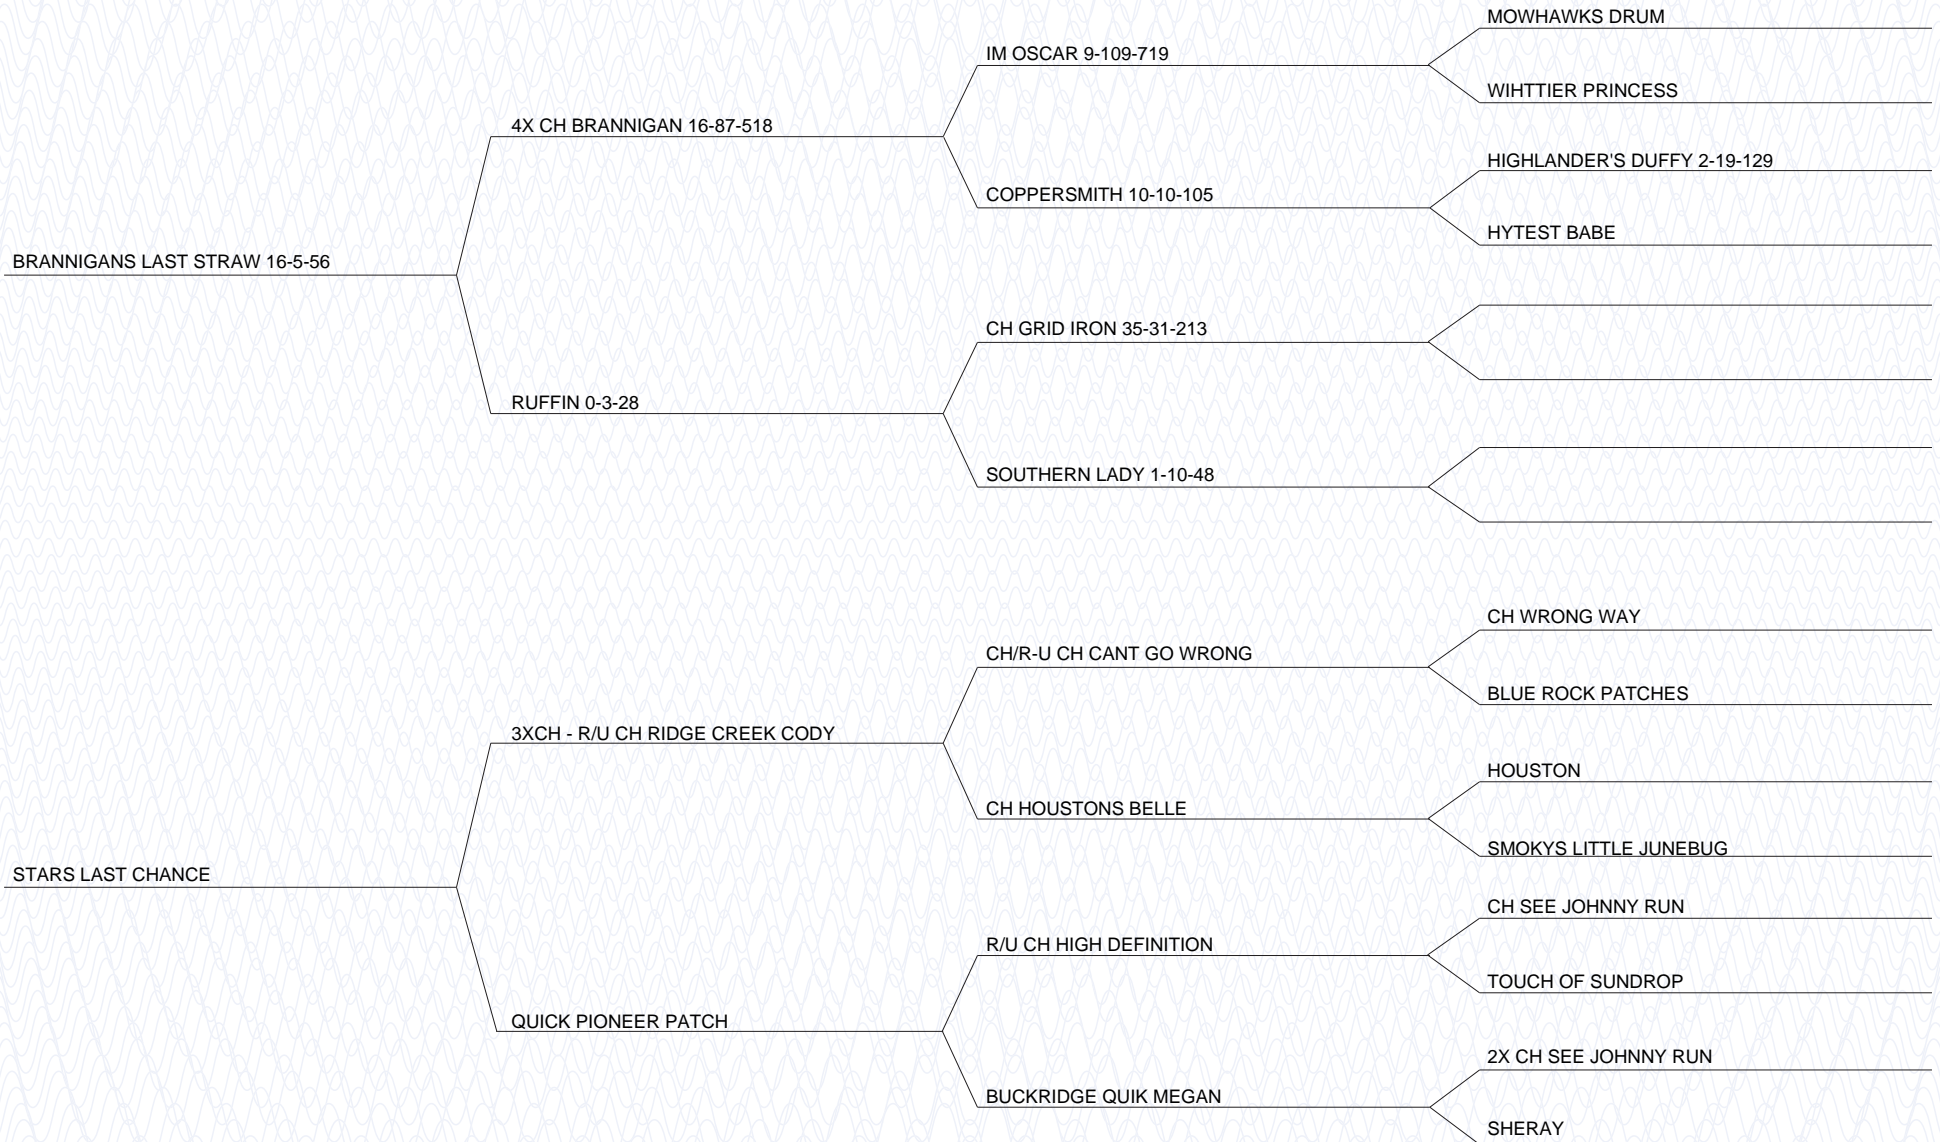 MOWHAWKS DRUM
IM OSCAR 9-109-719
WIHTTIER PRINCESS
4X CH BRANNIGAN 16-87-518
HIGHLANDER'S DUFFY 2-19-129
COPPERSMITH 10-10-105
HYTEST BABE
BRANNIGANS LAST STRAW 16-5-56
CH GRID IRON 35-31-213
RUFFIN 0-3-28
SOUTHERN LADY 1-10-48
CH WRONG WAY
CH/R-U CH CANT GO WRONG
BLUE ROCK PATCHES
3XCH - R/U CH RIDGE CREEK CODY
HOUSTON
CH HOUSTONS BELLE
SMOKYS LITTLE JUNEBUG
STARS LAST CHANCE
CH SEE JOHNNY RUN
R/U CH HIGH DEFINITION
TOUCH OF SUNDROP
QUICK PIONEER PATCH
2X CH SEE JOHNNY RUN
BUCKRIDGE QUIK MEGAN
SHERAY